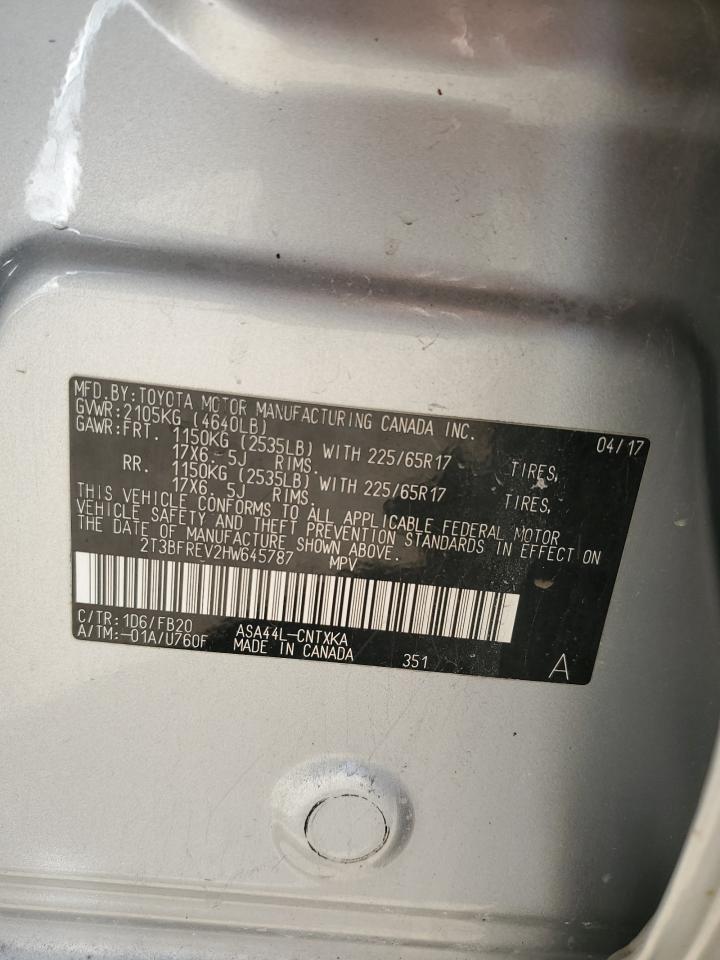 MFD.BY:TOYOTA MOTOR MANUFACTURING CANADA INC.
GVWR:2105KG (4640LB) 04/17
GAWR:FRT. 1150KG (2535LB) WITH 225/65R17 TIRES,
17X6. 5J RIMS.
RR. 1150KG (2535LB) WITH 225/65R17 TIRES,
17X6. 5J RIMS.
THIS VEHICLE CONFORMS TO ALL APPLICABLE FEDERAL MOTOR
VEHICLE SAFETY AND THEFT PREVENTION STANDARDS IN EFFECT ON
THE DATE OF MANUFACTURE SHOWN ABOVE.
2T3BFREV2HW645787 MPV
C/TR:1D6/FB20 ASA44L-CNTXKA
A/TM:-01A/U760F MADE IN CANADA 351 A